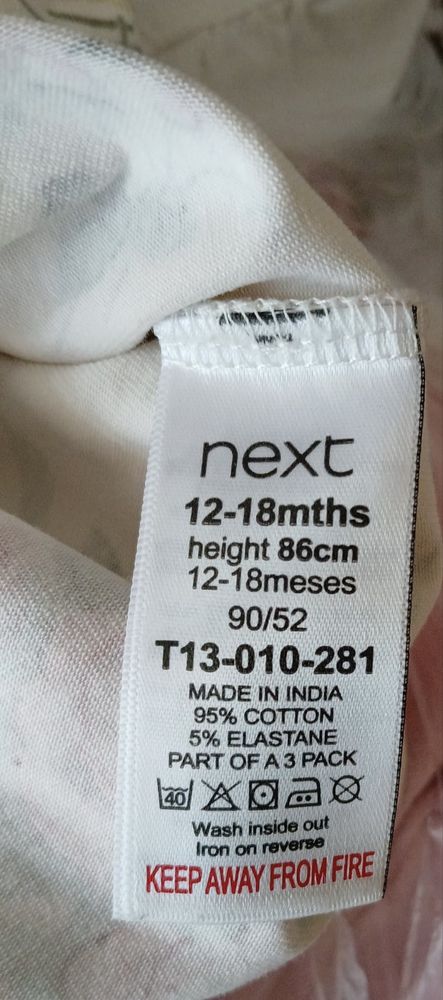 next
12-18mths
height 86cm
12-18meses
90/52
T13-010-281
MADE IN INDIA
95% COTTON
5% ELASTANE
PART OF A 3 PACK
40
Wash inside out
Iron on reverse
KEEP AWAY FROM FIRE